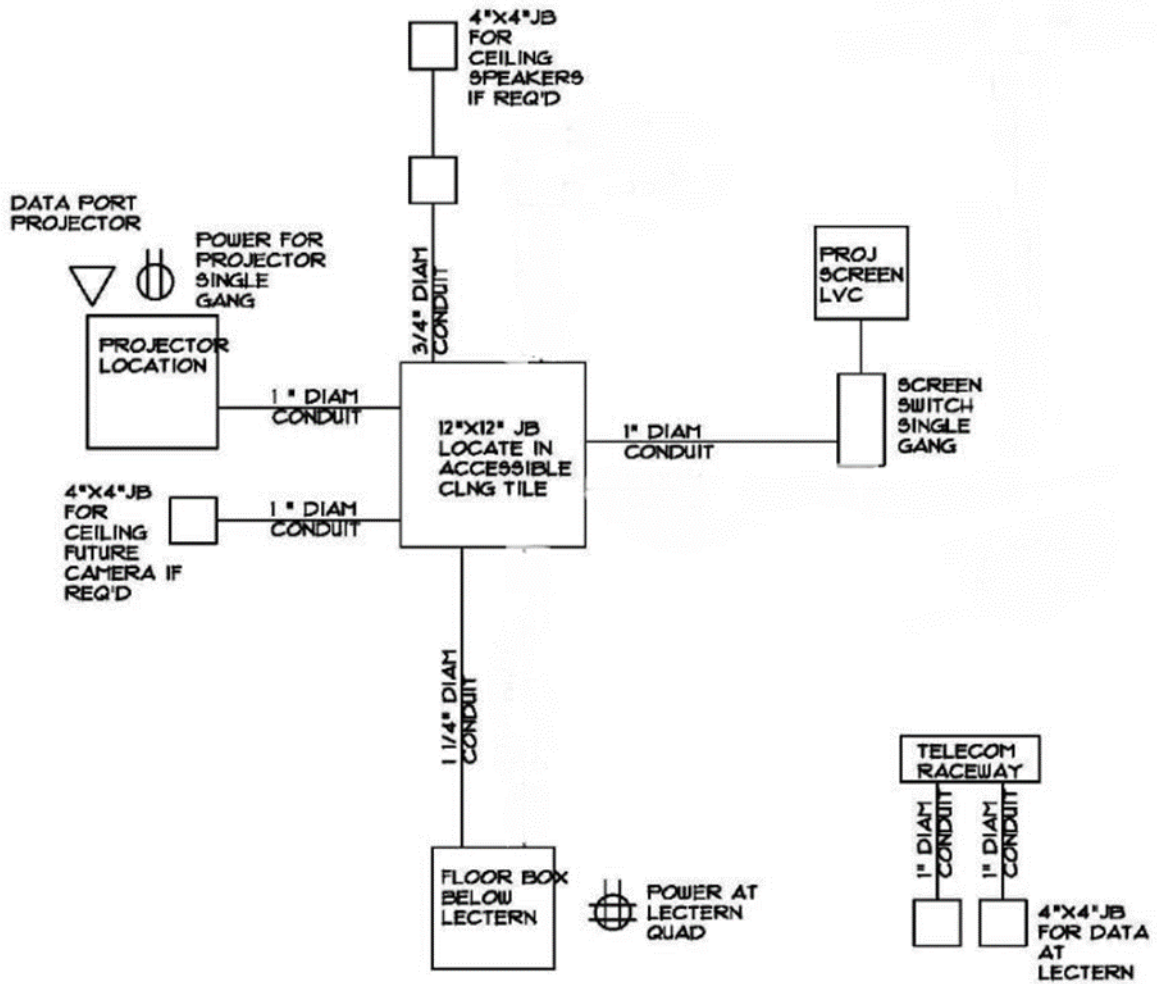 4"X4"JB
FOR
CEILING
SPEAKERS
IF REQ'D
DATA PORT
PROJECTOR
POWER FOR
PROJECTOR
SINGLE
GANG
3/4" DIAM
CONDUIT
PROJ
SCREEN
LVC
PROJECTOR
LOCATION
1 " DIAM
CONDUIT
12"X12" JB
LOCATE IN
ACCESSIBLE
CLNG TILE
1" DIAM
CONDUIT
SCREEN
SWITCH
SINGLE
GANG
4"X4"JB
FOR
CEILING
FUTURE
CAMERA IF
REQ'D
1 " DIAM
CONDUIT
1 1/4" DIAM
CONDUIT
FLOOR BOX
BELOW
LECTERN
POWER AT
LECTERN
QUAD
TELECOM
RACEWAY
1" DIAM
CONDUIT
1" DIAM
CONDUIT
4"X4"JB
FOR DATA
AT
LECTERN